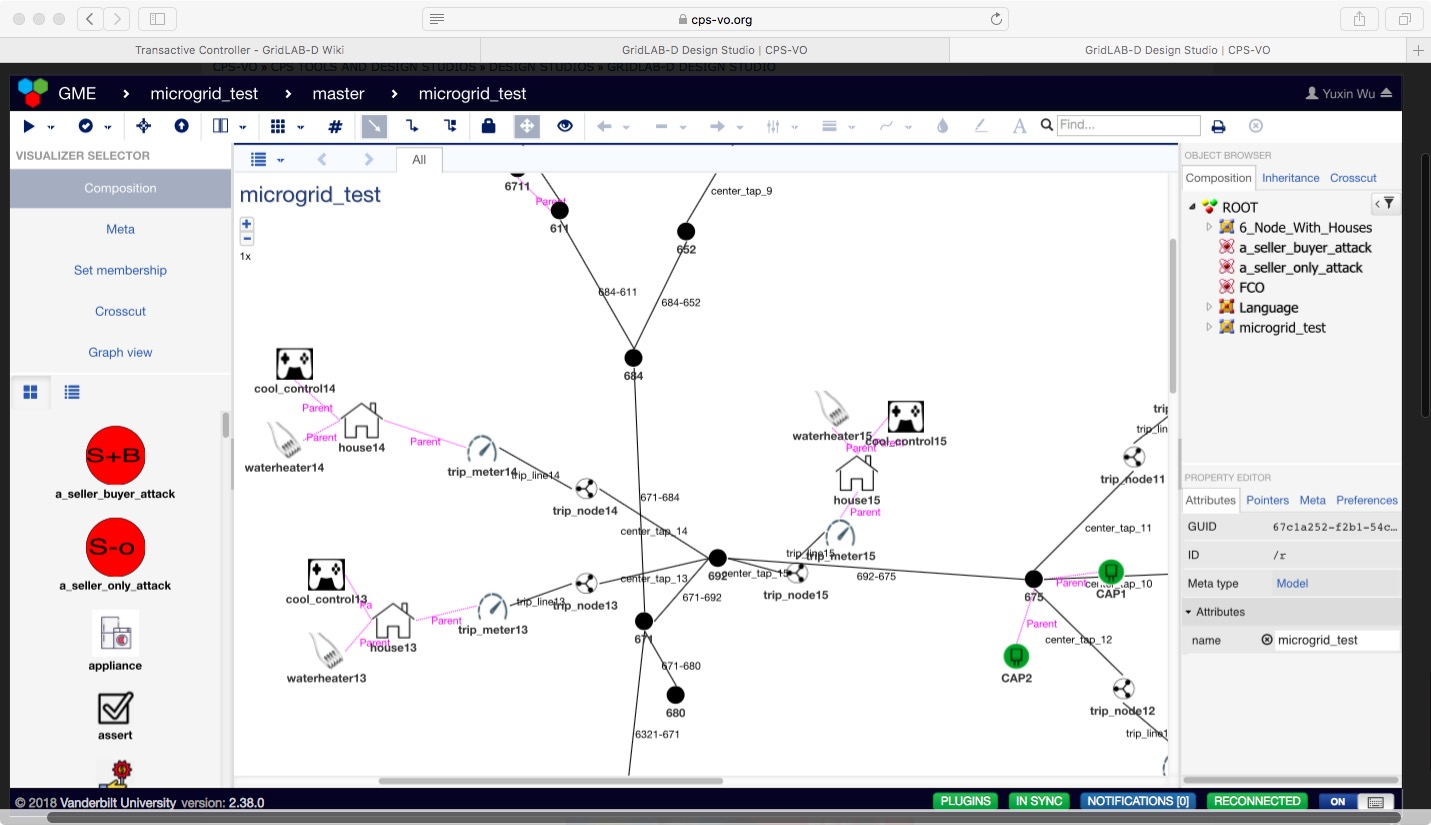 cps-vo.org
Transactive Controller - GridLAB-D Wiki
GridLAB-D Design Studio | CPS-VO
GridLAB-D Design Studio | CPS-VO
CPS-VO » CPS TOOLS AND DESIGN STUDIOS » DESIGN STUDIOS » GRIDLAB-D DESIGN STUDIO
GME > microgrid_test > master > microgrid_test
Yuxin Wu
Find...
VISUALIZER SELECTOR
Composition
Meta
Set membership
Crosscut
Graph view
S+B
a_seller_buyer_attack
S-o
a_seller_only_attack
appliance
assert
All
microgrid_test
1x
6711
Parent
611
center_tap_9
652
684-611
684-652
684
cool_control14
Parent
Parent
waterheater14
house14
Parent
trip_meter14
trip_line14
trip_node14
671-684
center_tap_14
waterheater15
cool_control15
Parent
Parent
house15
Parent
trip_line15
trip_meter15
center_tap_15
trip_node15
692
692-675
671-692
center_tap_13
cool_control13
Pa
Parent
house13
waterheater13
Parent
trip_meter13
trip_line13
trip_node13
671
671-680
680
6321-671
trip_lin
trip_node11
center_tap_11
675
Parent
center_tap_10
CAP1
Parent
CAP2
center_tap_12
trip_node12
trip_line1
OBJECT BROWSER
Composition
Inheritance
Crosscut
ROOT
6_Node_With_Houses
a_seller_buyer_attack
a_seller_only_attack
FCO
Language
microgrid_test
PROPERTY EDITOR
Attributes
Pointers
Meta
Preferences
GUID 67c1a252-f2b1-54c...
ID /r
Meta type Model
Attributes
name microgrid_test
© 2018 Vanderbilt University version: 2.38.0
PLUGINS
IN SYNC
NOTIFICATIONS [0]
RECONNECTED
ON